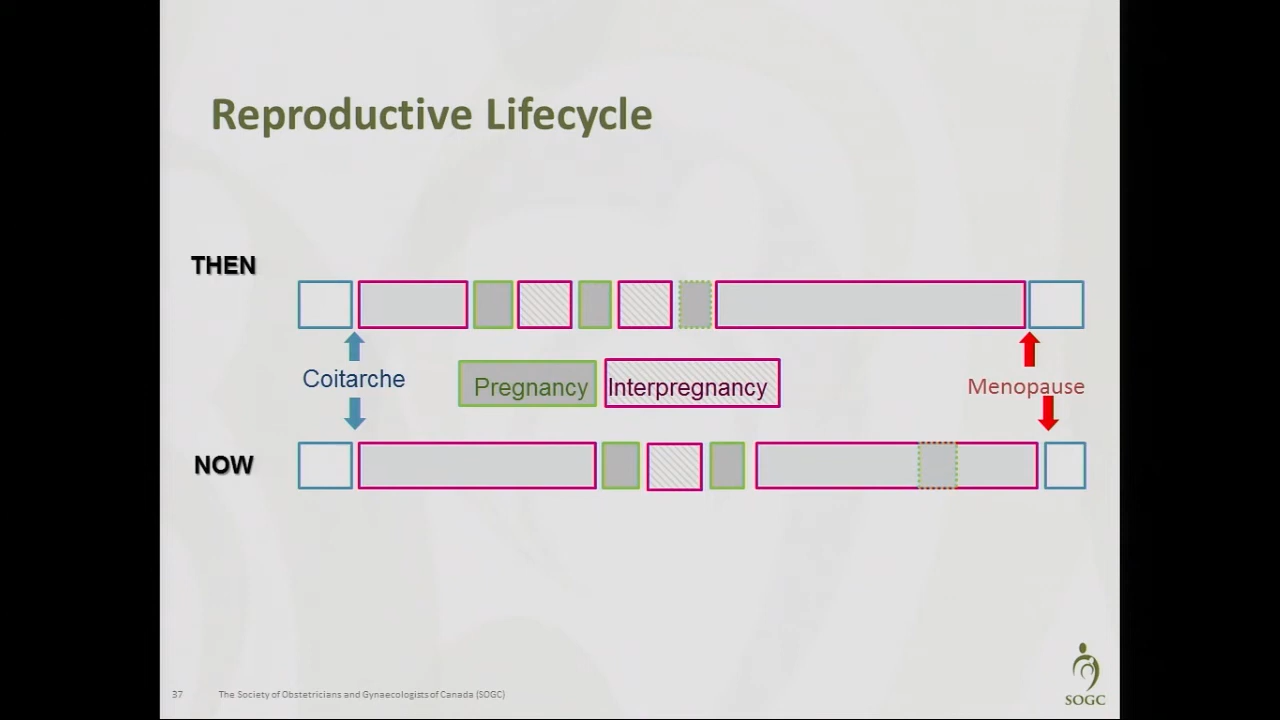 Reproductive Lifecycle
THEN
Coitarche
Pregnancy
Interpregnancy
Menopause
NOW
37
The Society of Obstetricians and Gynaecologists of Canada (SOGC)
SOGC